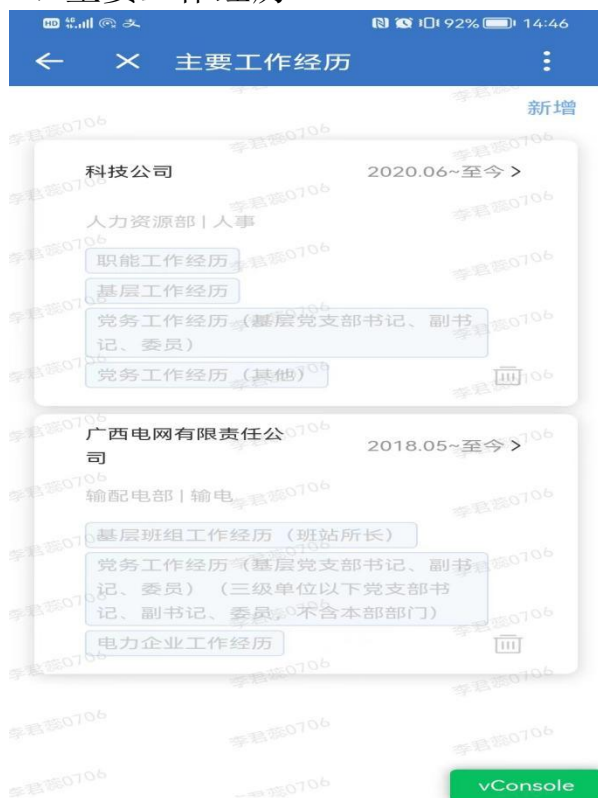 92% 14:46
主要工作经历
新增
科技公司 2020.06~至今 >
人力资源部 | 人事
职能工作经历
基层工作经历
党务工作经历（基层党支部书记、副书
记、委员）
党务工作经历（其他）
广西电网有限责任公
司
2018.05~至今 >
输配电部 | 输电
基层班组工作经历（班站所长）
党务工作经历（基层党支部书记、副书
记、委员）（三级单位以下党支部书
记、副书记、委员，不含本部部门）
电力企业工作经历
vConsole